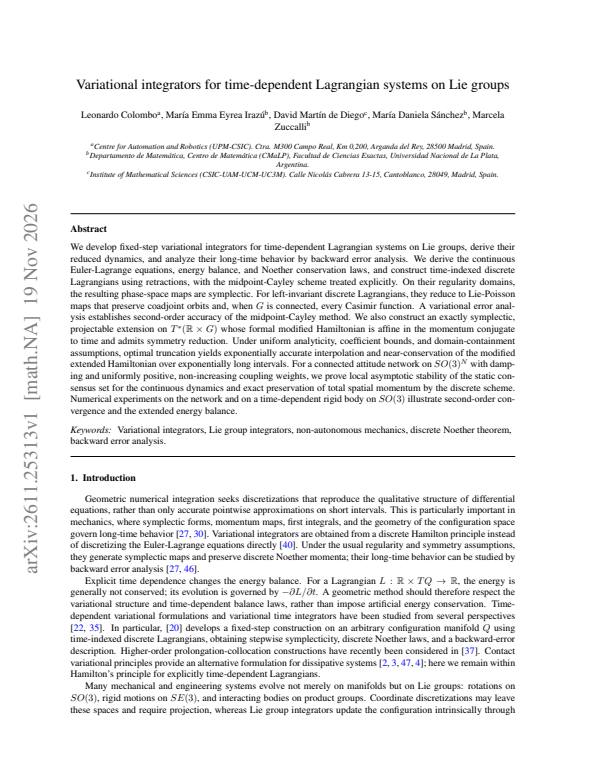 Variational integrators for time-dependent Lagrangian systems on Lie groups
Leonardo Colomboᵃ, María Emma Eyrea Irazúᵇ, David Martín de Diegoᶜ, María Daniela Sánchezᵇ, Marcela
Zuccalliᵇ
ᵃCentre for Automation and Robotics (UPM-CSIC). Ctra. M300 Campo Real, Km 0,200, Arganda del Rey, 28500 Madrid, Spain.
ᵇDepartamento de Matemática, Centro de Matemática (CMaLP), Facultad de Ciencias Exactas, Universidad Nacional de La Plata,
Argentina.
ᶜInstitute of Mathematical Sciences (CSIC-UAM-UCM-UC3M). Calle Nicolás Cabrera 13-15, Cantoblanco, 28049, Madrid, Spain.
arXiv:2611.25313v1 [math.NA] 19 Nov 2026
Abstract
We develop fixed-step variational integrators for time-dependent Lagrangian systems on Lie groups, derive their
reduced dynamics, and analyze their long-time behavior by backward error analysis. We derive the continuous
Euler-Lagrange equations, energy balance, and Noether conservation laws, and construct time-indexed discrete
Lagrangians using retractions, with the midpoint-Cayley scheme treated explicitly. On their regularity domains,
the resulting phase-space maps are symplectic. For left-invariant discrete Lagrangians, they reduce to Lie-Poisson
maps that preserve coadjoint orbits and, when G is connected, every Casimir function. A variational error anal-
ysis establishes second-order accuracy of the midpoint-Cayley method. We also construct an exactly symplectic,
projectable extension on T*(ℝ × G) whose formal modified Hamiltonian is affine in the momentum conjugate
to time and admits symmetry reduction. Under uniform analyticity, coefficient bounds, and domain-containment
assumptions, optimal truncation yields exponentially accurate interpolation and near-conservation of the modified
extended Hamiltonian over exponentially long intervals. For a connected attitude network on SO(3)ᴺ with damp-
ing and uniformly positive, non-increasing coupling weights, we prove local asymptotic stability of the static con-
sensus set for the continuous dynamics and exact preservation of total spatial momentum by the discrete scheme.
Numerical experiments on the network and on a time-dependent rigid body on SO(3) illustrate second-order con-
vergence and the extended energy balance.
Keywords: Variational integrators, Lie group integrators, non-autonomous mechanics, discrete Noether theorem,
backward error analysis.
1. Introduction
Geometric numerical integration seeks discretizations that reproduce the qualitative structure of differential
equations, rather than only accurate pointwise approximations on short intervals. This is particularly important in
mechanics, where symplectic forms, momentum maps, first integrals, and the geometry of the configuration space
govern long-time behavior [27, 30]. Variational integrators are obtained from a discrete Hamilton principle instead
of discretizing the Euler-Lagrange equations directly [40]. Under the usual regularity and symmetry assumptions,
they generate symplectic maps and preserve discrete Noether momenta; their long-time behavior can be studied by
backward error analysis [27, 46].
Explicit time dependence changes the energy balance. For a Lagrangian L : ℝ × TQ → ℝ, the energy is
generally not conserved; its evolution is governed by −∂L/∂t. A geometric method should therefore respect the
variational structure and time-dependent balance laws, rather than impose artificial energy conservation. Time-
dependent variational formulations and variational time integrators have been studied from several perspectives
[22, 35]. In particular, [20] develops a fixed-step construction on an arbitrary configuration manifold Q using
time-indexed discrete Lagrangians, obtaining stepwise symplecticity, discrete Noether laws, and a backward-error
description. Higher-order prolongation-collocation constructions have recently been considered in [37]. Contact
variational principles provide an alternative formulation for dissipative systems [2, 3, 47, 4]; here we remain within
Hamilton's principle for explicitly time-dependent Lagrangians.
Many mechanical and engineering systems evolve not merely on manifolds but on Lie groups: rotations on
SO(3), rigid motions on SE(3), and interacting bodies on product groups. Coordinate discretizations may leave
these spaces and require projection, whereas Lie group integrators update the configuration intrinsically through